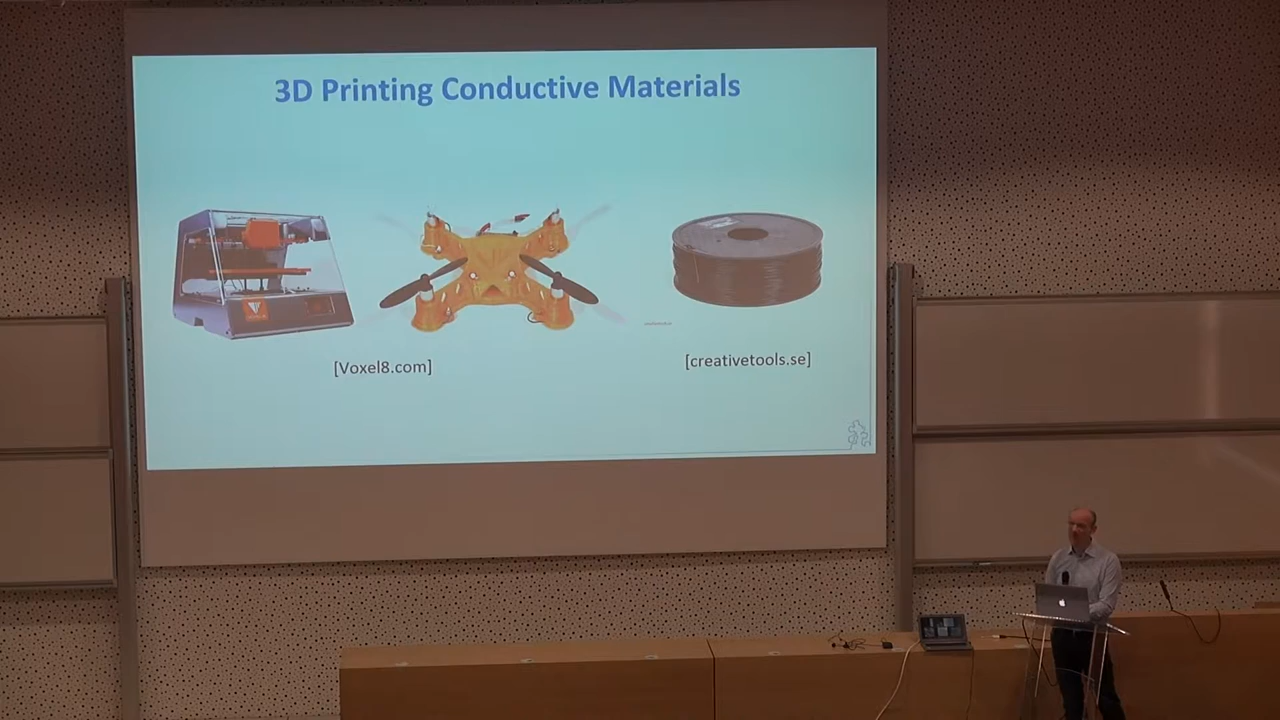 3D Printing Conductive Materials
[Voxel8.com]
[creativetools.se]